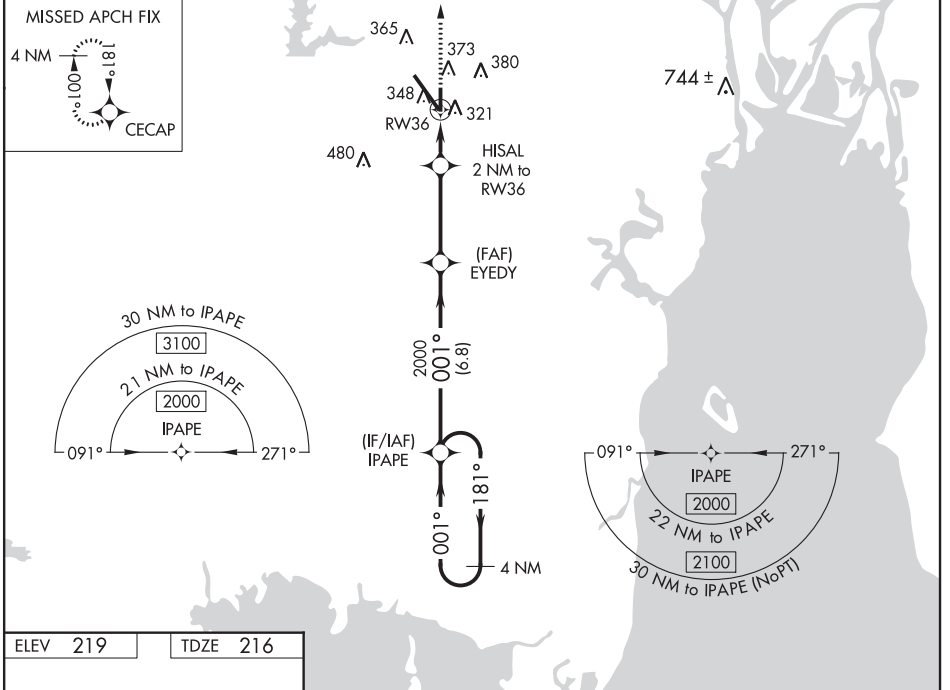 MISSED APCH FIX
4 NM
181°
001°
CECAP
365
373
380
348
321
RW36
744 ±
480
HISAL
2 NM to
RW36
(FAF)
EYEDY
30 NM to IPAPE
3100
21 NM to IPAPE
2000
IPAPE
091°
271°
2000
001°
(6.8)
(IF/IAF)
IPAPE
181°
001°
4 NM
091°
271°
IPAPE
2000
22 NM to IPAPE
2100
30 NM to IPAPE (NoPT)
ELEV 219
TDZE 216